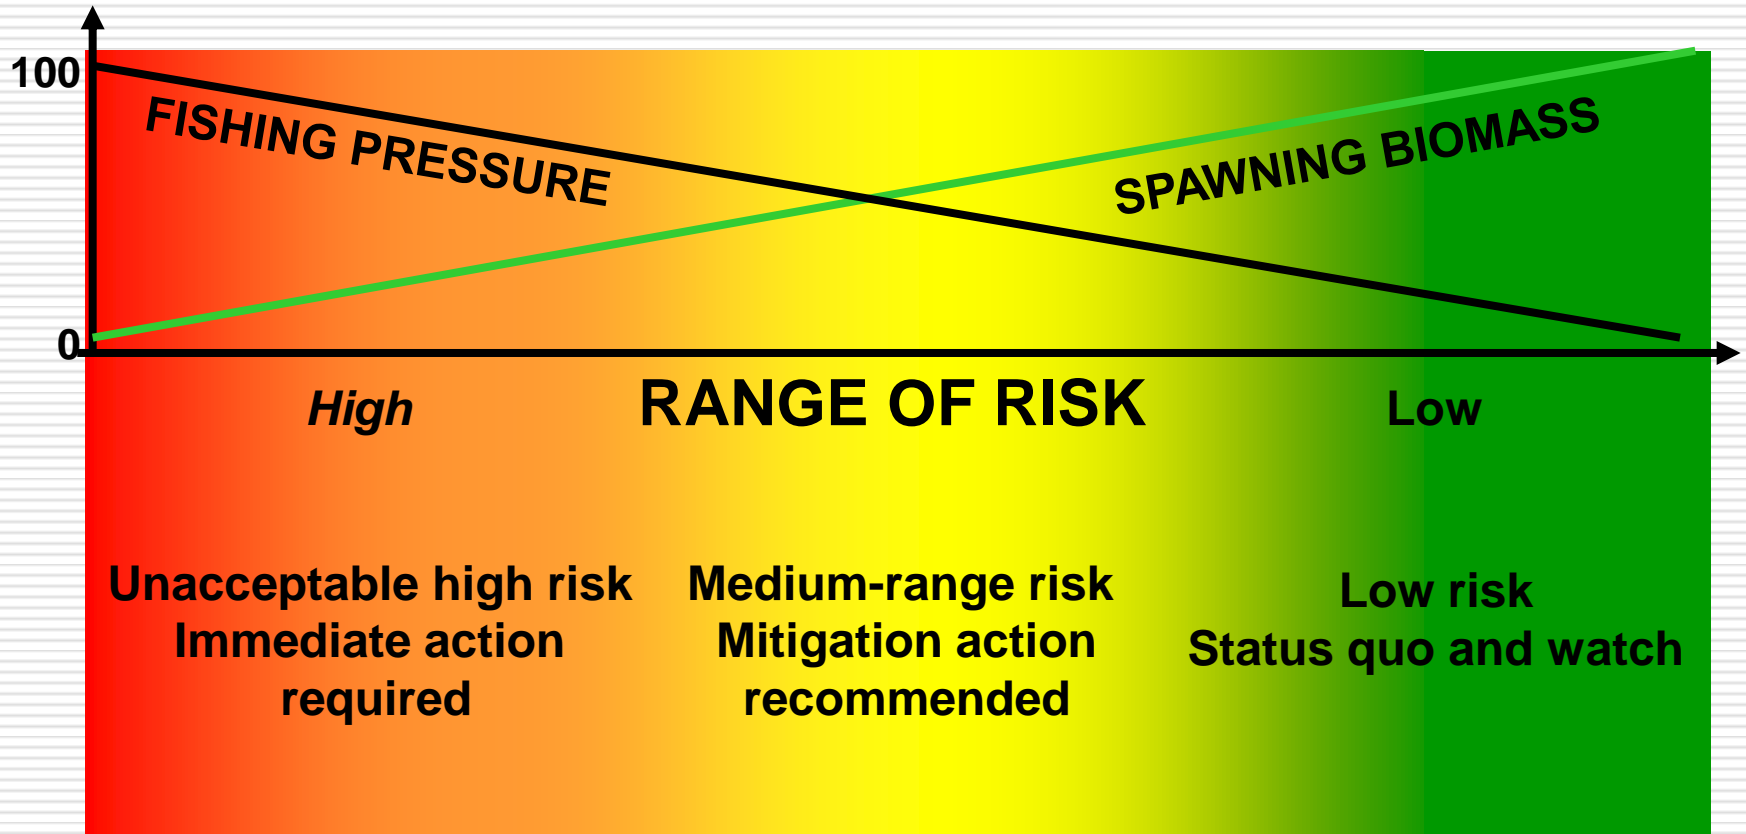 100
FISHING PRESSURE
SPAWNING BIOMASS
0
High
RANGE OF RISK
Low
Unacceptable high risk
Immediate action
required
Medium-range risk
Mitigation action
recommended
Low risk
Status quo and watch